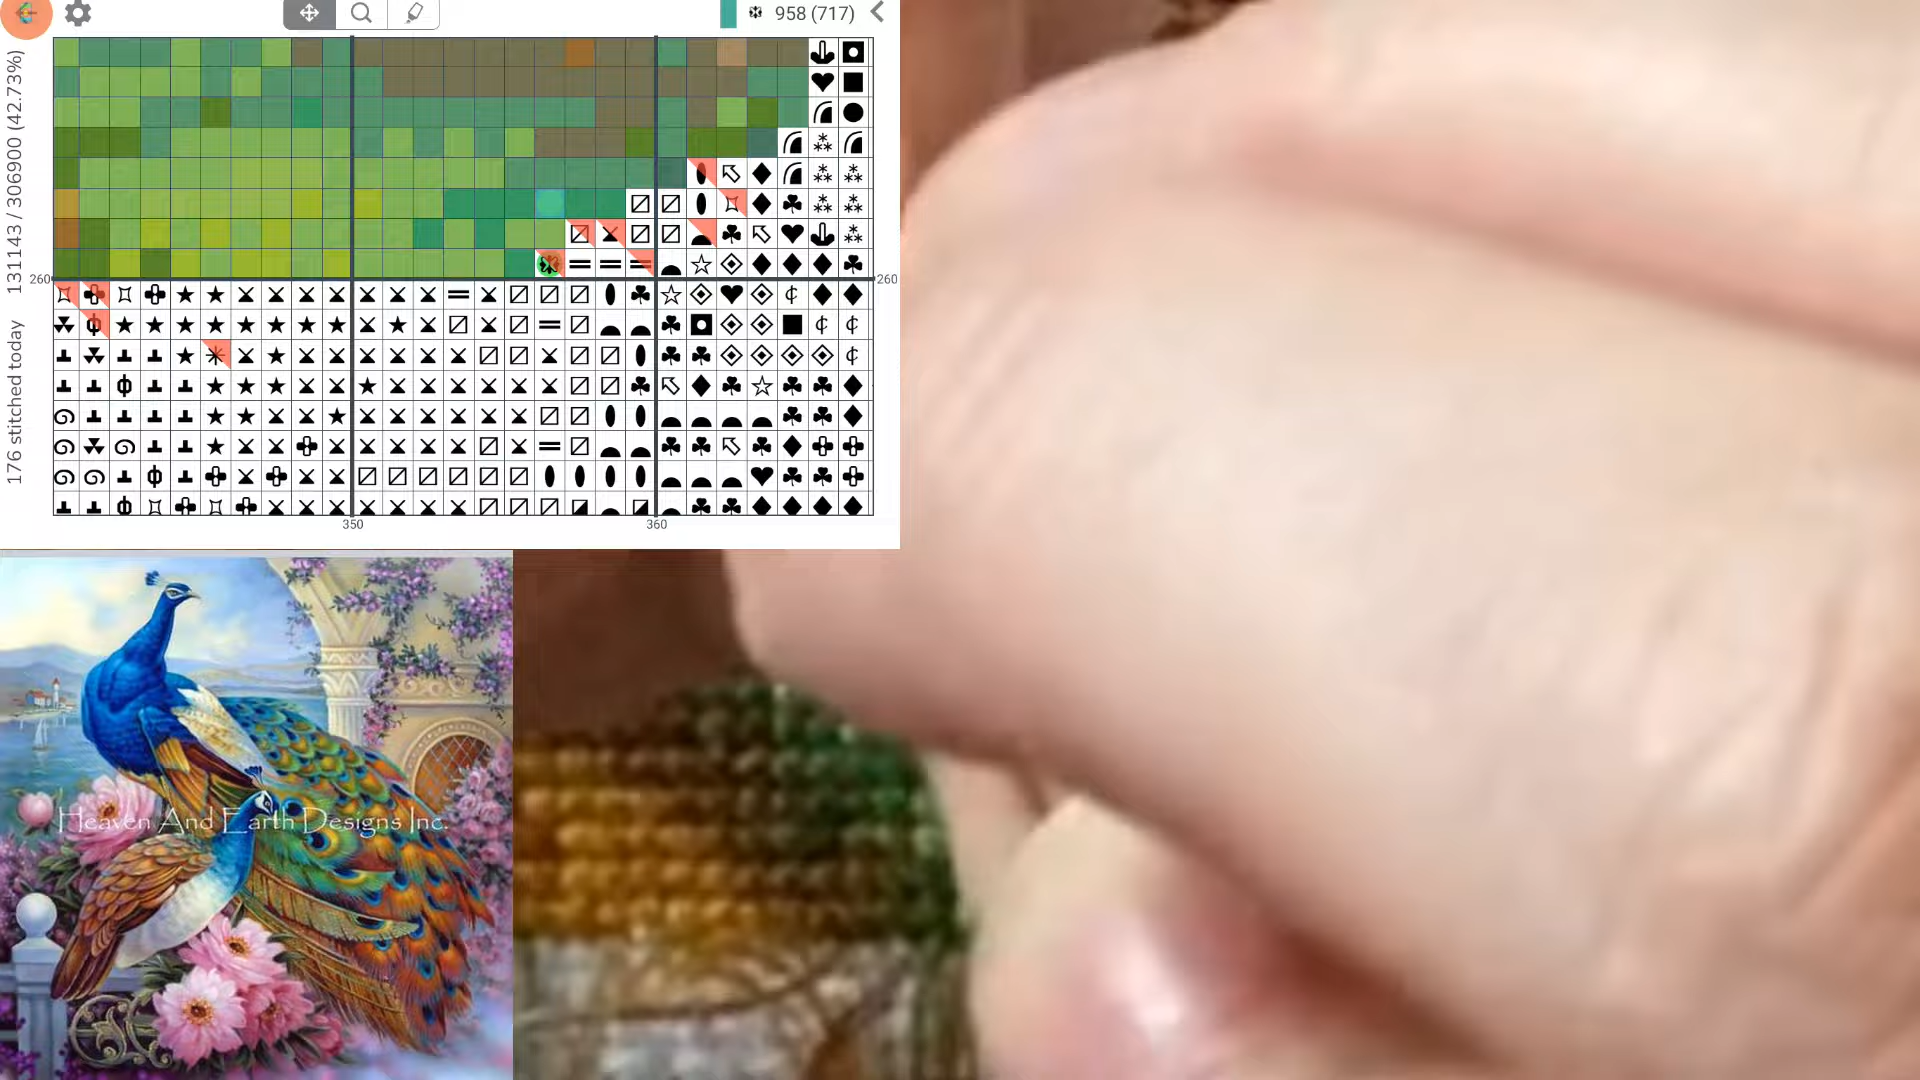 958 (717)
131143 / 306900 (42.73%)
176 stitched today
260
260
350
360
Heaven And Earth Designs Inc.